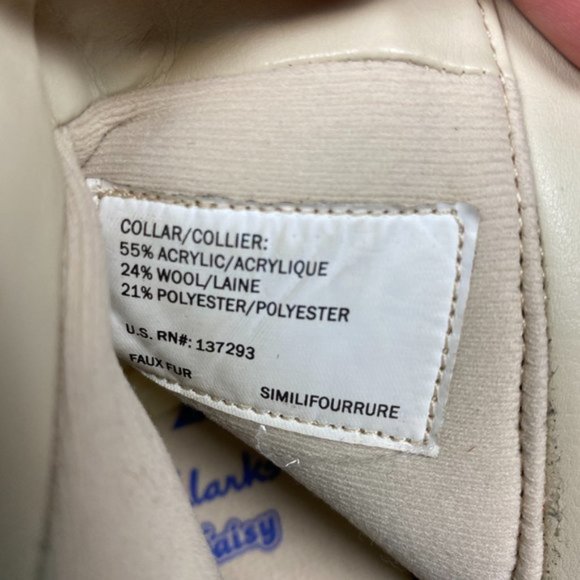 COLLAR/COLLIER:
55% ACRYLIC/ACRYLIQUE
24% WOOL/LAINE
21% POLYESTER/POLYESTER
U.S. RN#: 137293
FAUX FUR SIMILIFOURRURE